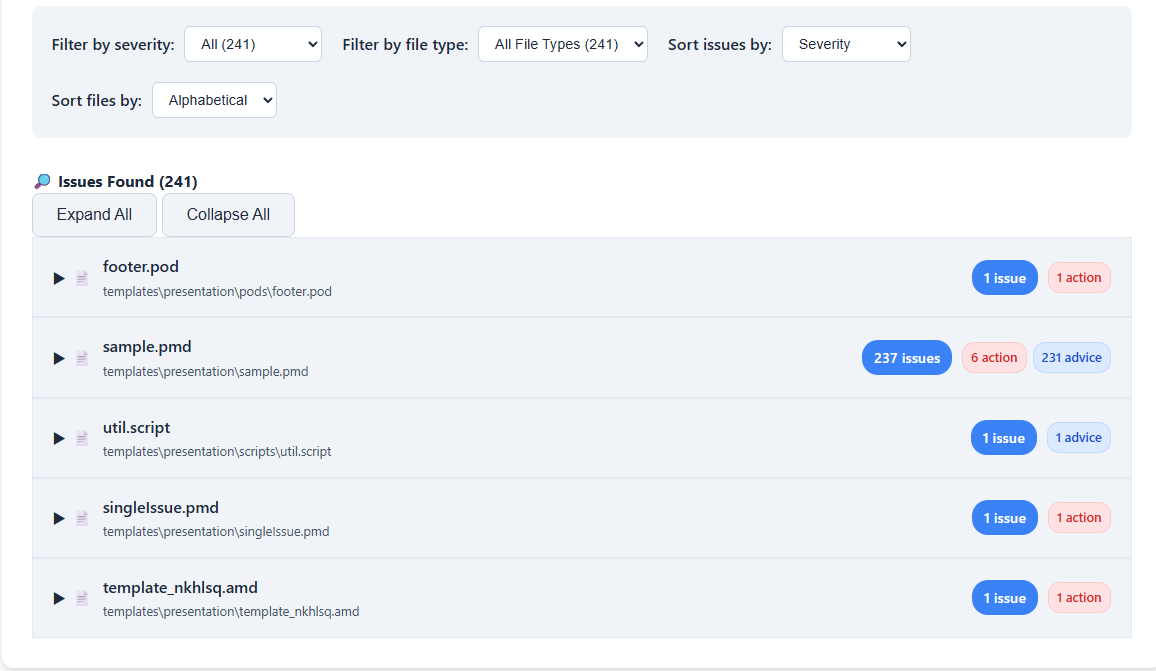 Filter by severity: All (241) Filter by file type: All File Types (241) Sort issues by: Severity
Sort files by: Alphabetical
Issues Found (241)
Expand All Collapse All
footer.pod
templates\presentation\pods\footer.pod
1 issue 1 action
sample.pmd
templates\presentation\sample.pmd
237 issues 6 action 231 advice
util.script
templates\presentation\scripts\util.script
1 issue 1 advice
singleIssue.pmd
templates\presentation\singleIssue.pmd
1 issue 1 action
template_nkhlsq.amd
templates\presentation\template_nkhlsq.amd
1 issue 1 action